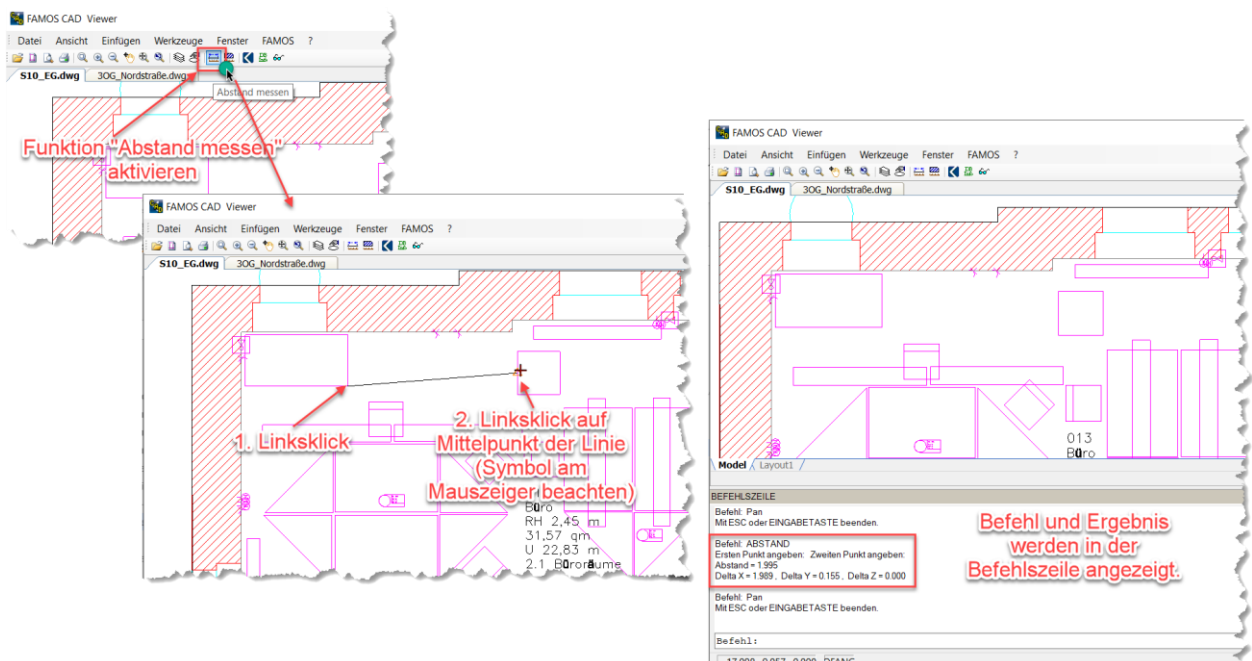 FAMOS CAD Viewer
Datei Ansicht Einfügen Werkzeuge Fenster FAMOS ?
S10_EG.dwg 3OG_Nordstraße.dwg
Abstand messen
Funktion "Abstand messen"
aktivieren
FAMOS CAD Viewer
Datei Ansicht Einfügen Werkzeuge Fenster FAMOS ?
S10_EG.dwg 3OG_Nordstraße.dwg
1. Linksklick
2. Linksklick auf
Mittelpunkt der Linie
(Symbol am
Mauszeiger beachten)
Büro
RH 2,45 m
31,57 qm
U 22,83 m
2.1 Büroräume
FAMOS CAD Viewer
Datei Ansicht Einfügen Werkzeuge Fenster FAMOS ?
S10_EG.dwg 3OG_Nordstraße.dwg
013
Büro
Model Layout1
BEFEHLSZEILE
Befehl: Pan
Mit ESC oder EINGABETASTE beenden.
Befehl: ABSTAND
Ersten Punkt angeben: Zweiten Punkt angeben:
Abstand = 1.995
Delta X = 1.989 , Delta Y = 0.155 , Delta Z = 0.000
Befehl: Pan
Mit ESC oder EINGABETASTE beenden.
Befehl und Ergebnis
werden in der
Befehlszeile angezeigt.
Befehl: